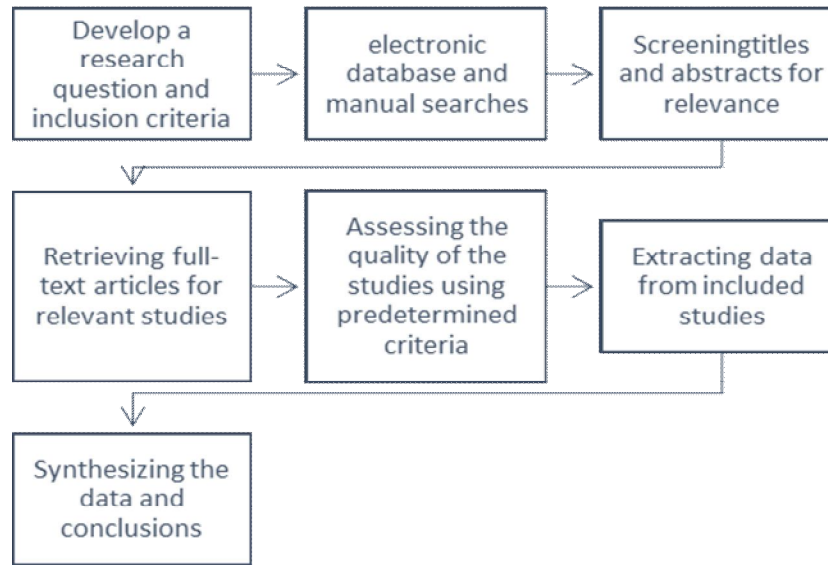 Develop a
research
question and
inclusion criteria
electronic
database and
manual searches
Screeningtitles
and abstracts for
relevance
Retrieving full-
text articles for
relevant studies
Assessing the
quality of the
studies using
predetermined
criteria
Extracting data
from included
studies
Synthesizing the
data and
conclusions